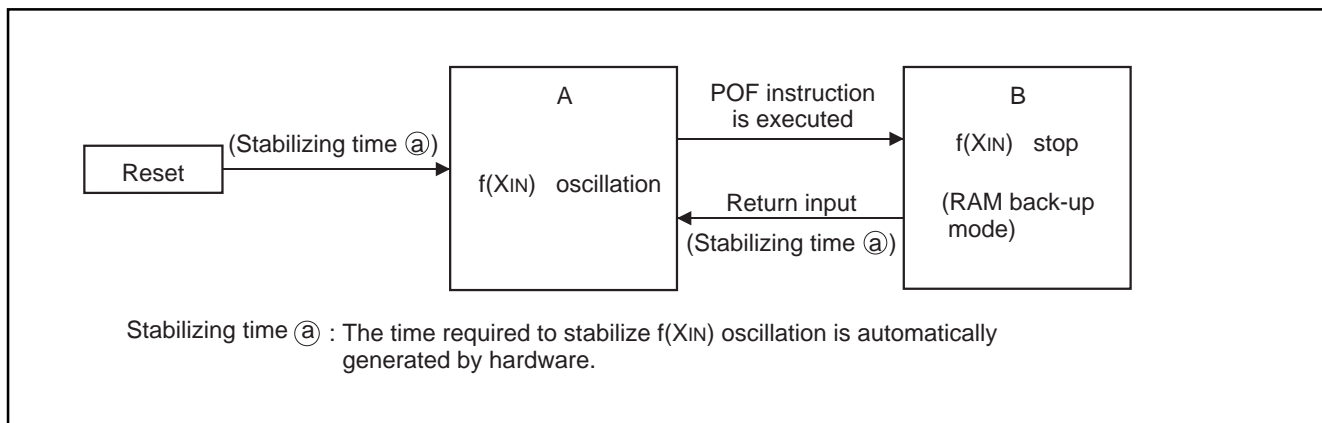 Reset
(Stabilizing time ⓐ)
A
f(XIN) oscillation
POF instruction
is executed
Return input
(Stabilizing time ⓐ)
B
f(XIN) stop
(RAM back-up
mode)
Stabilizing time ⓐ : The time required to stabilize f(XIN) oscillation is automatically
generated by hardware.